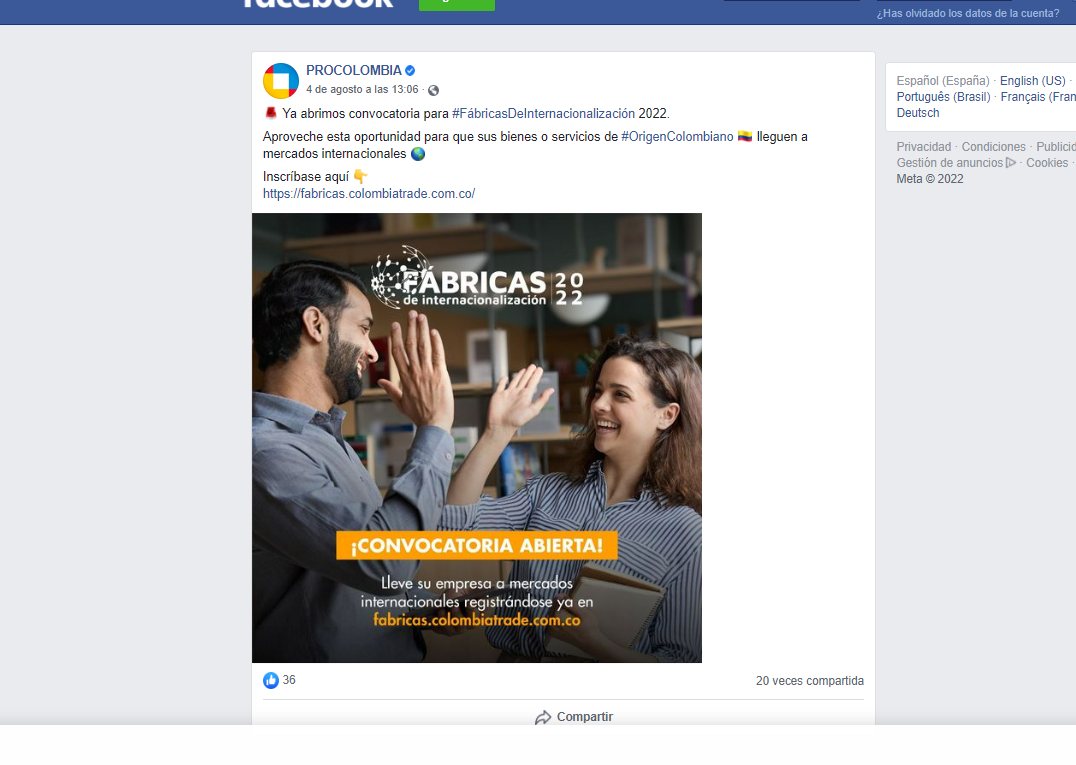 facebook
¿Has olvidado los datos de la cuenta?
PROCOLOMBIA
4 de agosto a las 13:06 ·
Ya abrimos convocatoria para #FábricasDeInternacionalización 2022.
Aproveche esta oportunidad para que sus bienes o servicios de #OrigenColombiano lleguen a
mercados internacionales
Inscríbase aquí
https://fabricas.colombiatrade.com.co/
FÁBRICAS 20
de internacionalización 22
¡CONVOCATORIA ABIERTA!
Lleve su empresa a mercados
internacionales registrándose ya en
fabricas.colombiatrade.com.co
36
20 veces compartida
Compartir
Español (España) · English (US) ·
Português (Brasil) · Français (Fran
Deutsch
Privacidad · Condiciones · Publicid
Gestión de anuncios · Cookies ·
Meta © 2022